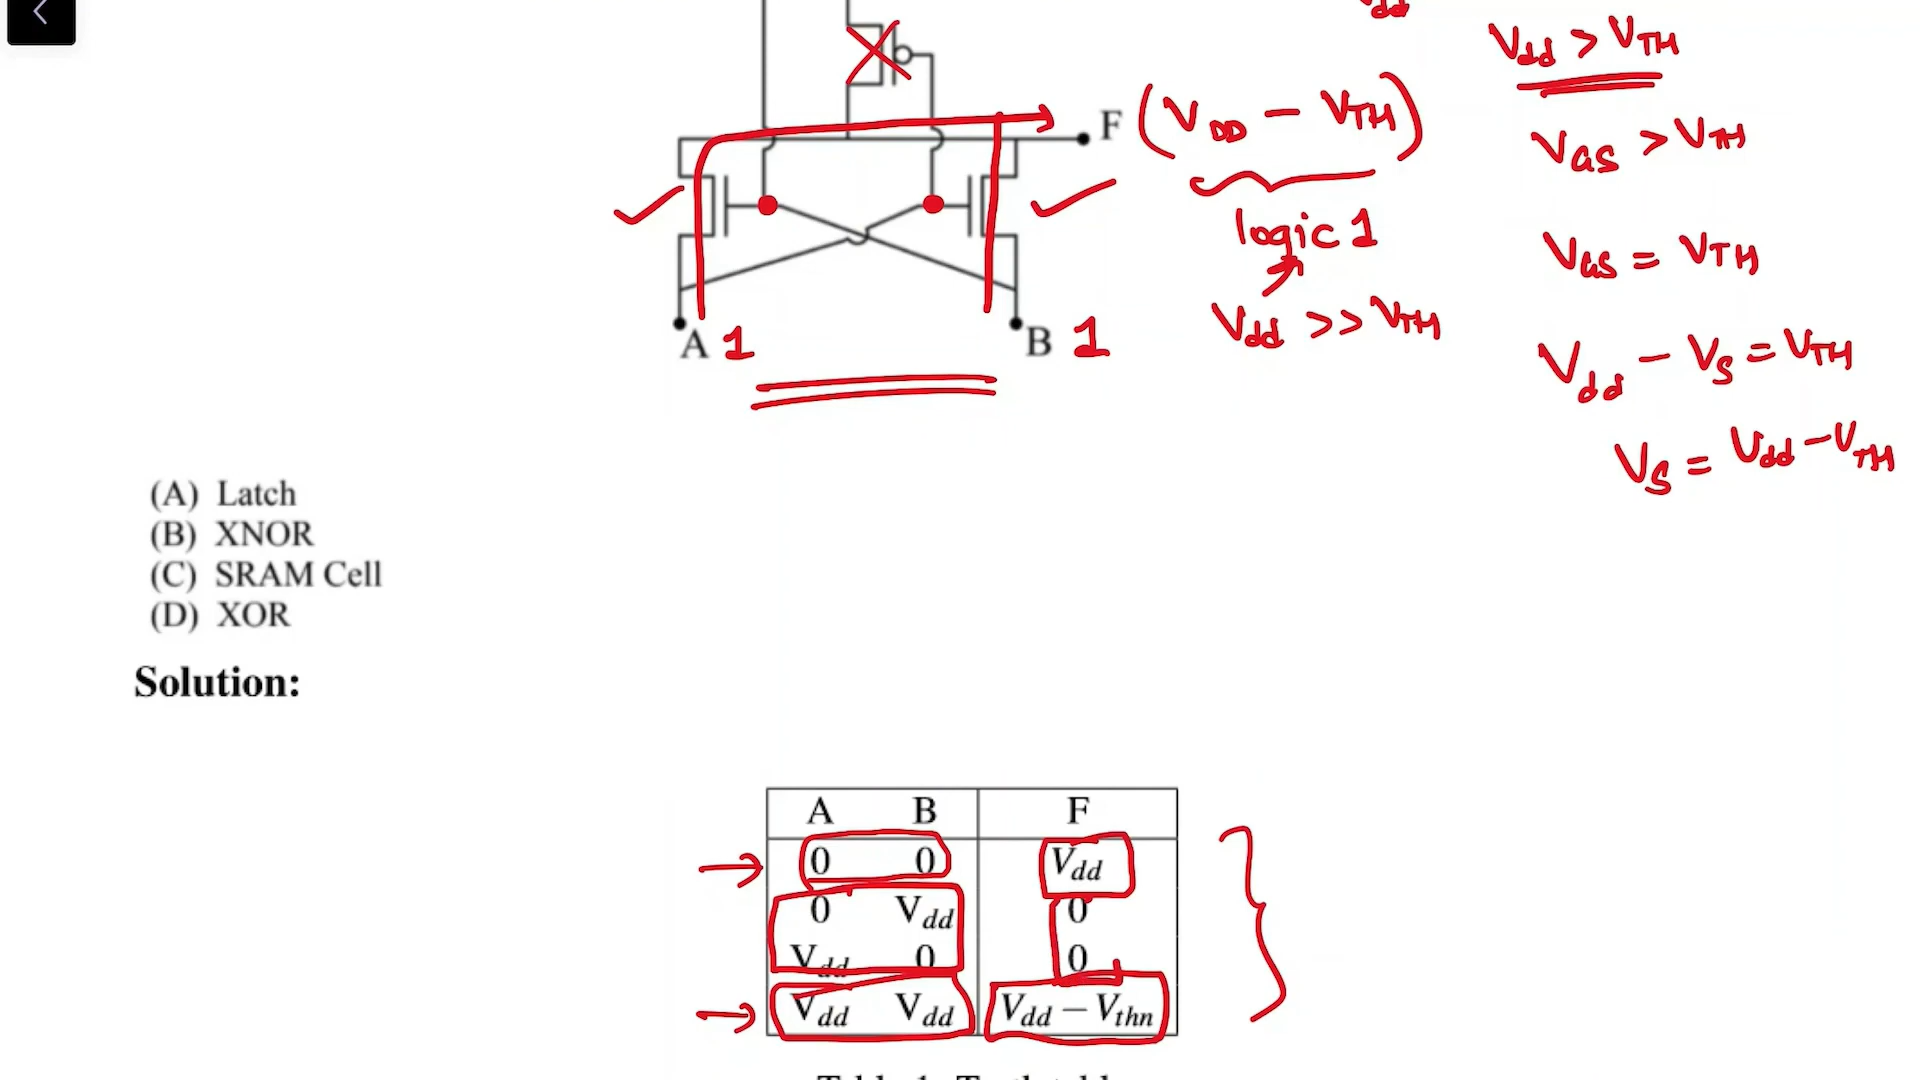 Vdd
Vdd > VTH
F (VDD - VTH)
VGS > VTH
logic 1
VGS = VTH
Vdd >> VTH
A 1
B 1
Vdd - VS = VTH
VS = Vdd - VTH
(A) Latch
(B) XNOR
(C) SRAM Cell
(D) XOR
Solution:
A B F
0 0 Vdd
0 Vdd 0
Vdd 0 0
Vdd Vdd Vdd − Vthn